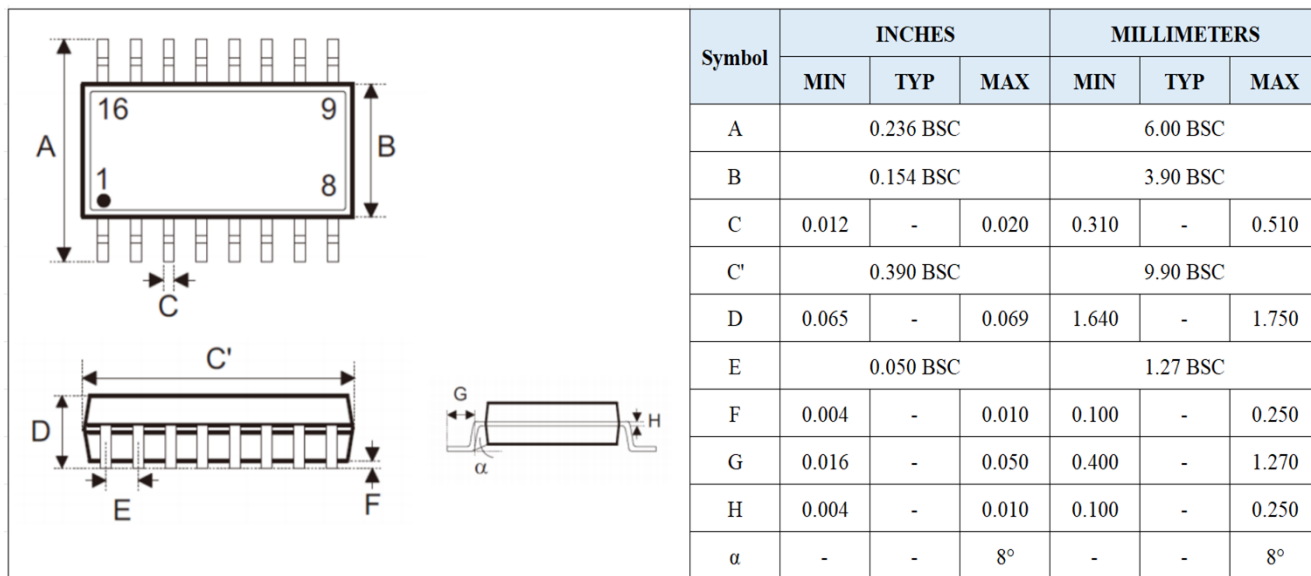 16 9
1 8
A
B
C
C'
D
E
F
G
H
α
Symbol INCHES MILLIMETERS
MIN TYP MAX MIN TYP MAX
A 0.236 BSC 6.00 BSC
B 0.154 BSC 3.90 BSC
C 0.012 - 0.020 0.310 - 0.510
C' 0.390 BSC 9.90 BSC
D 0.065 - 0.069 1.640 - 1.750
E 0.050 BSC 1.27 BSC
F 0.004 - 0.010 0.100 - 0.250
G 0.016 - 0.050 0.400 - 1.270
H 0.004 - 0.010 0.100 - 0.250
α - - 8° - - 8°